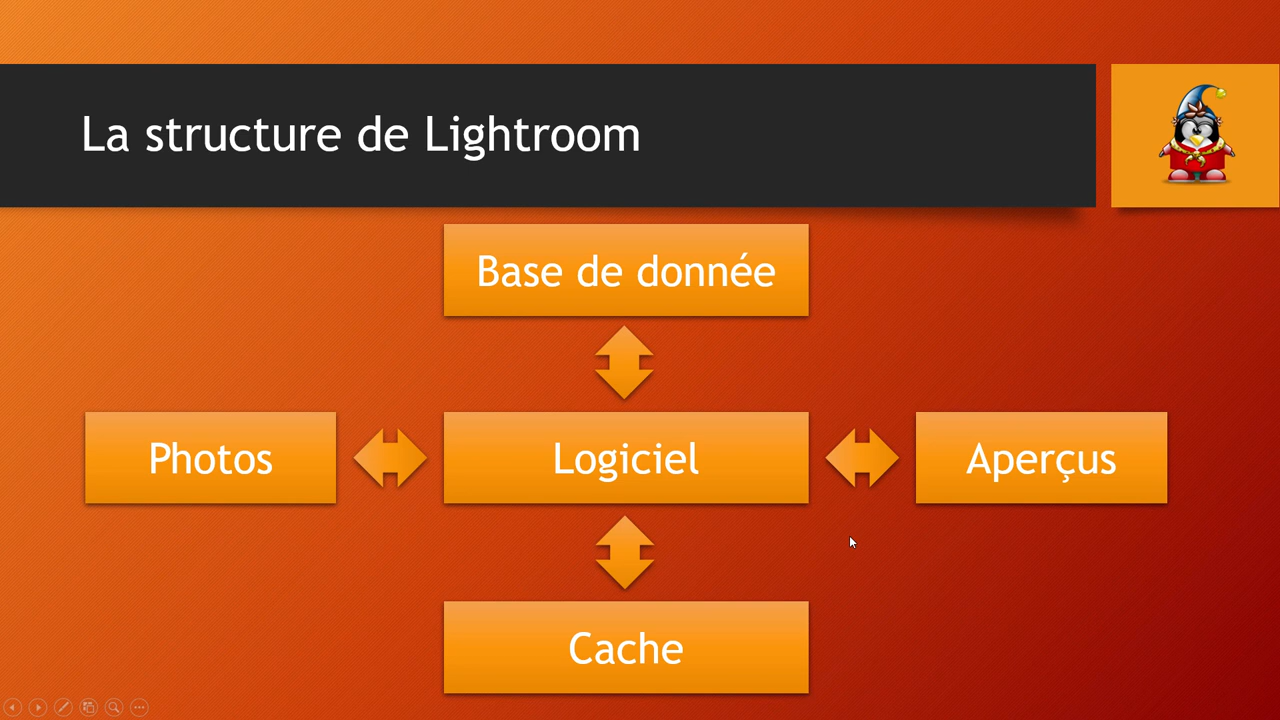 La structure de Lightroom
Base de donnée
Photos
Logiciel
Aperçus
Cache